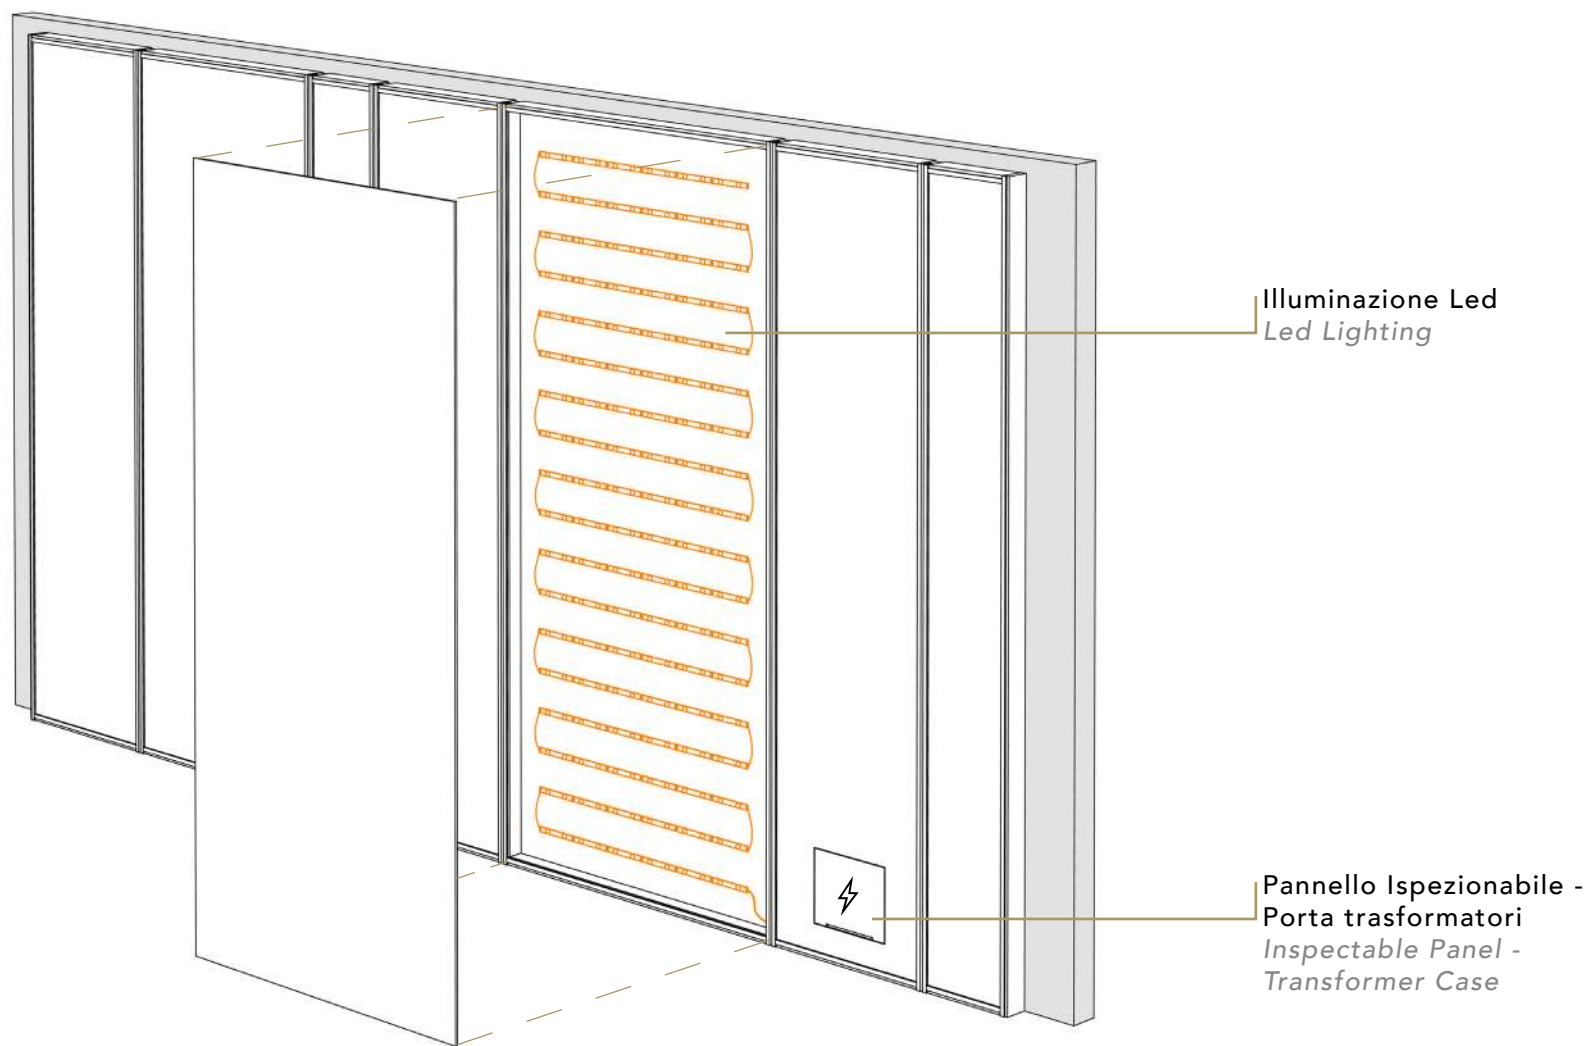 Illuminazione Led
Led Lighting
Pannello Ispezionabile -
Porta trasformatori
Inspectable Panel -
Transformer Case